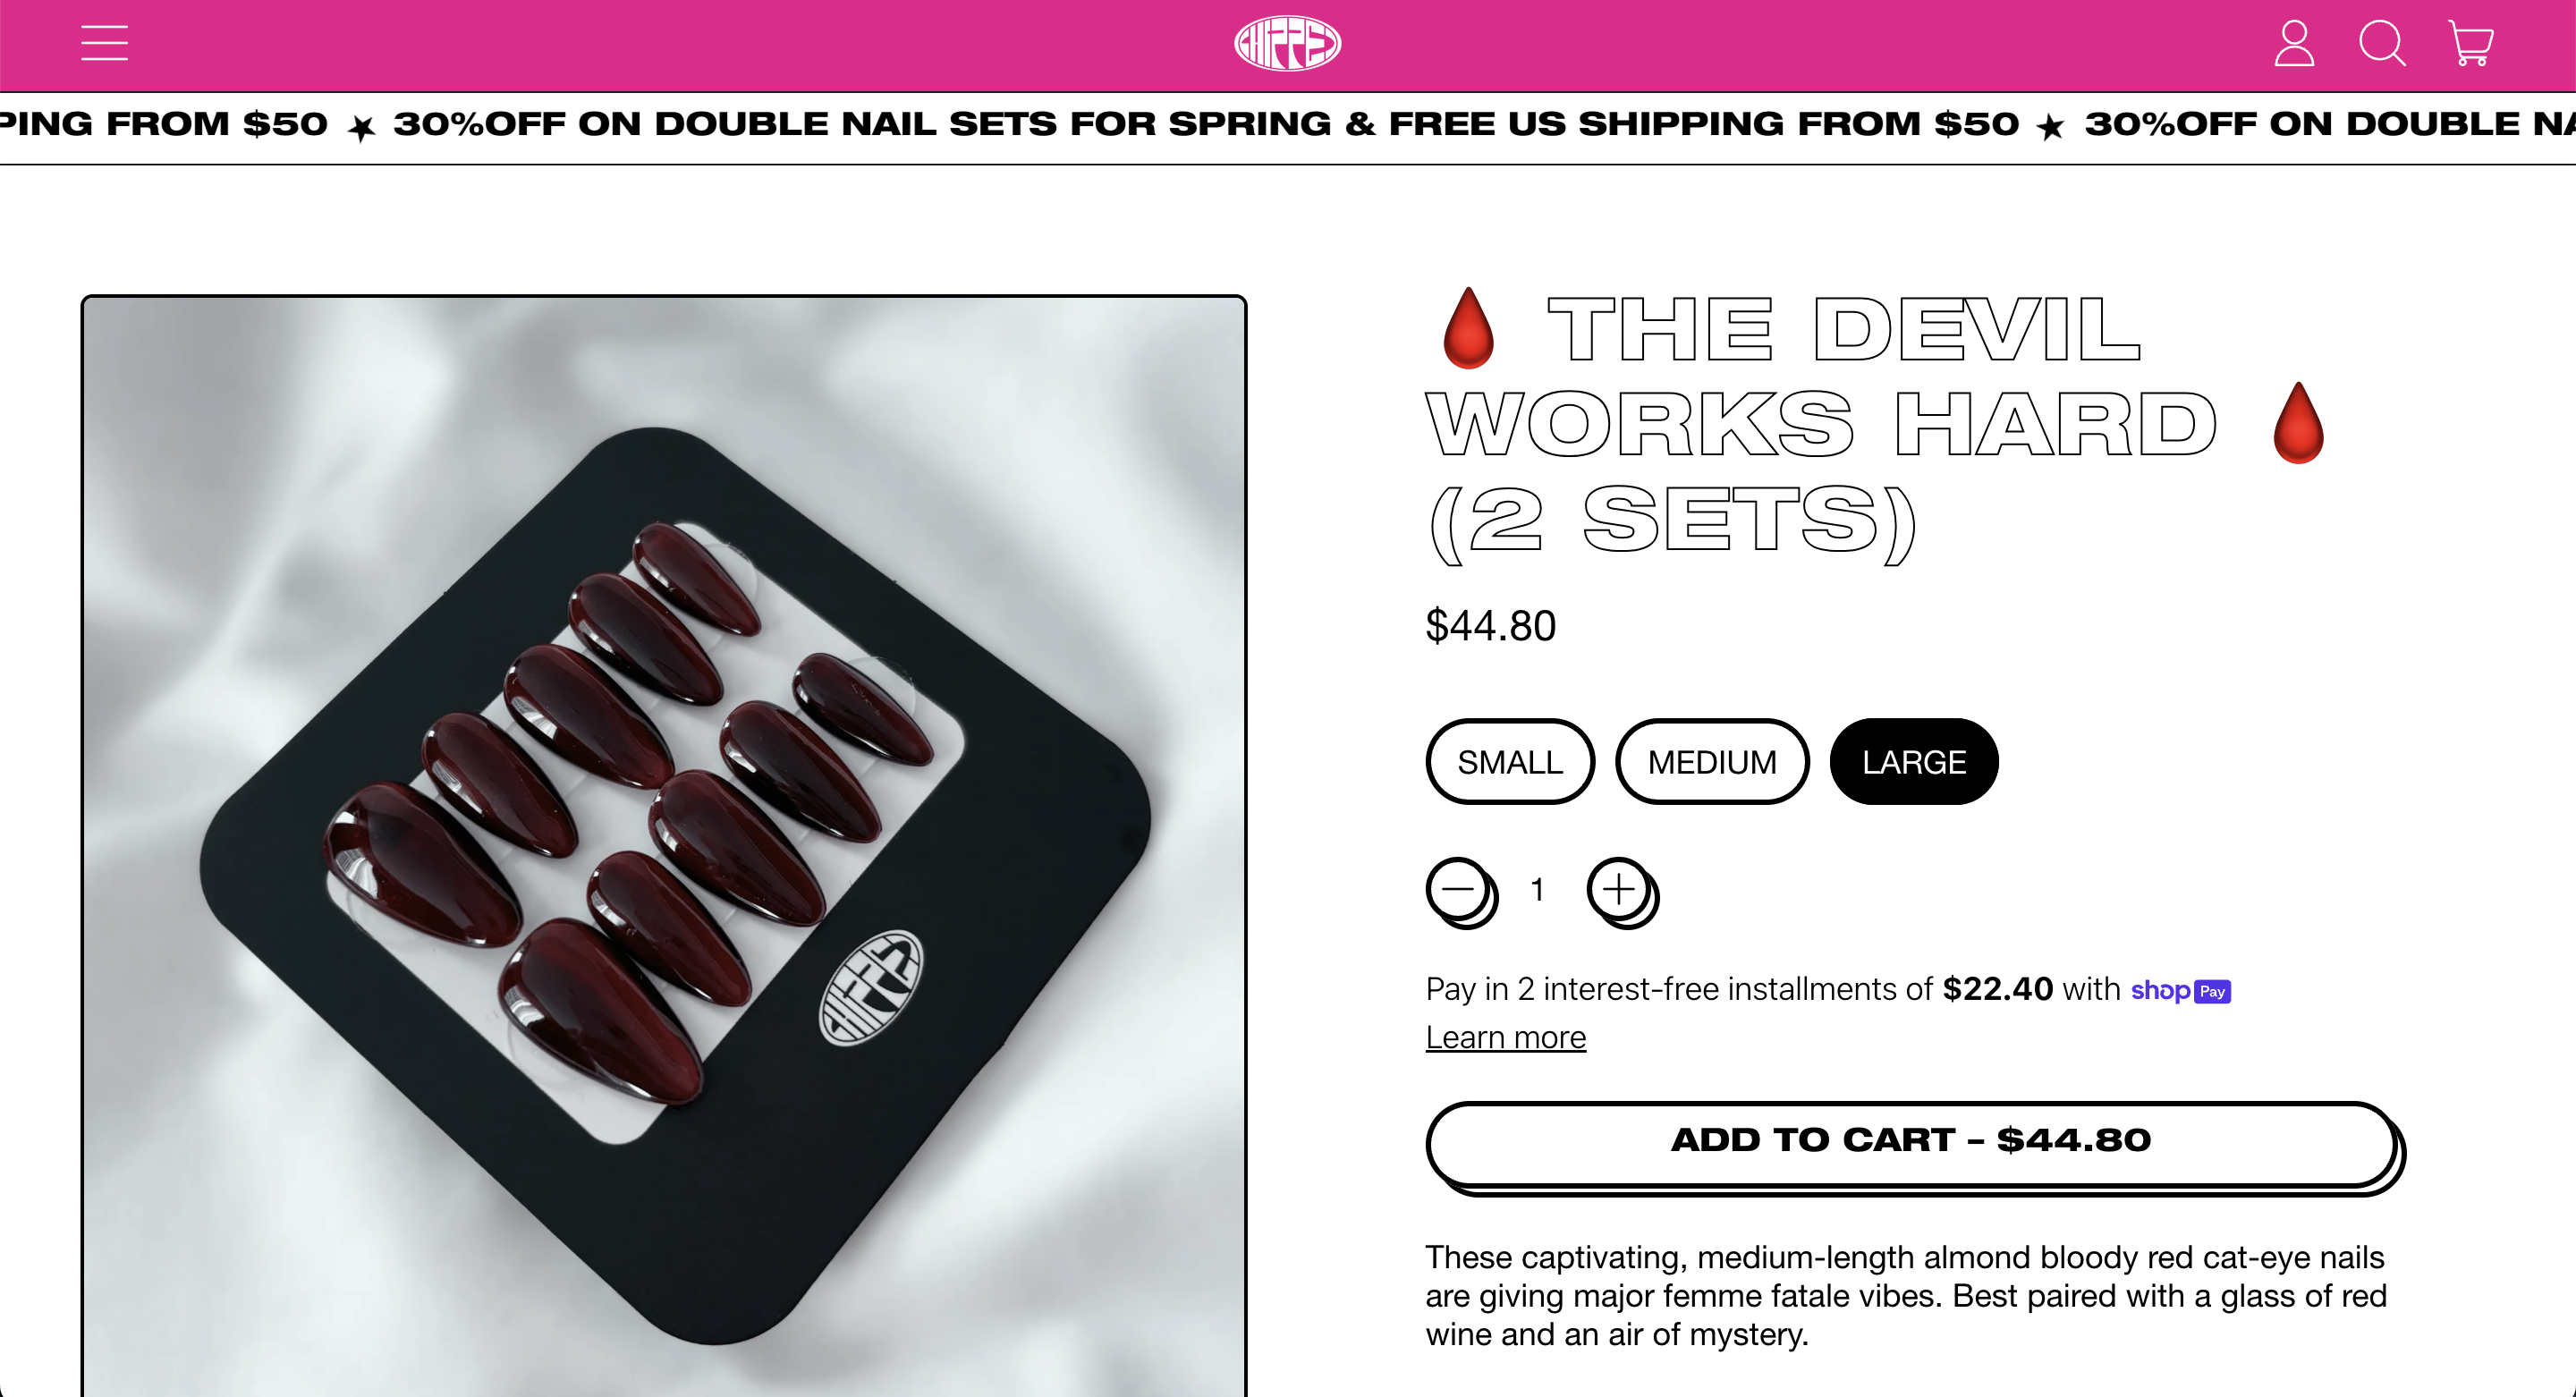 PING FROM $50 ★ 30%OFF ON DOUBLE NAIL SETS FOR SPRING & FREE US SHIPPING FROM $50 ★ 30%OFF ON DOUBLE NA
🩸 THE DEVIL
WORKS HARD 🩸
(2 SETS)
$44.80
SMALL MEDIUM LARGE
1
Pay in 2 interest-free installments of $22.40 with shop Pay
Learn more
ADD TO CART – $44.80
These captivating, medium-length almond bloody red cat-eye nails
are giving major femme fatale vibes. Best paired with a glass of red
wine and an air of mystery.